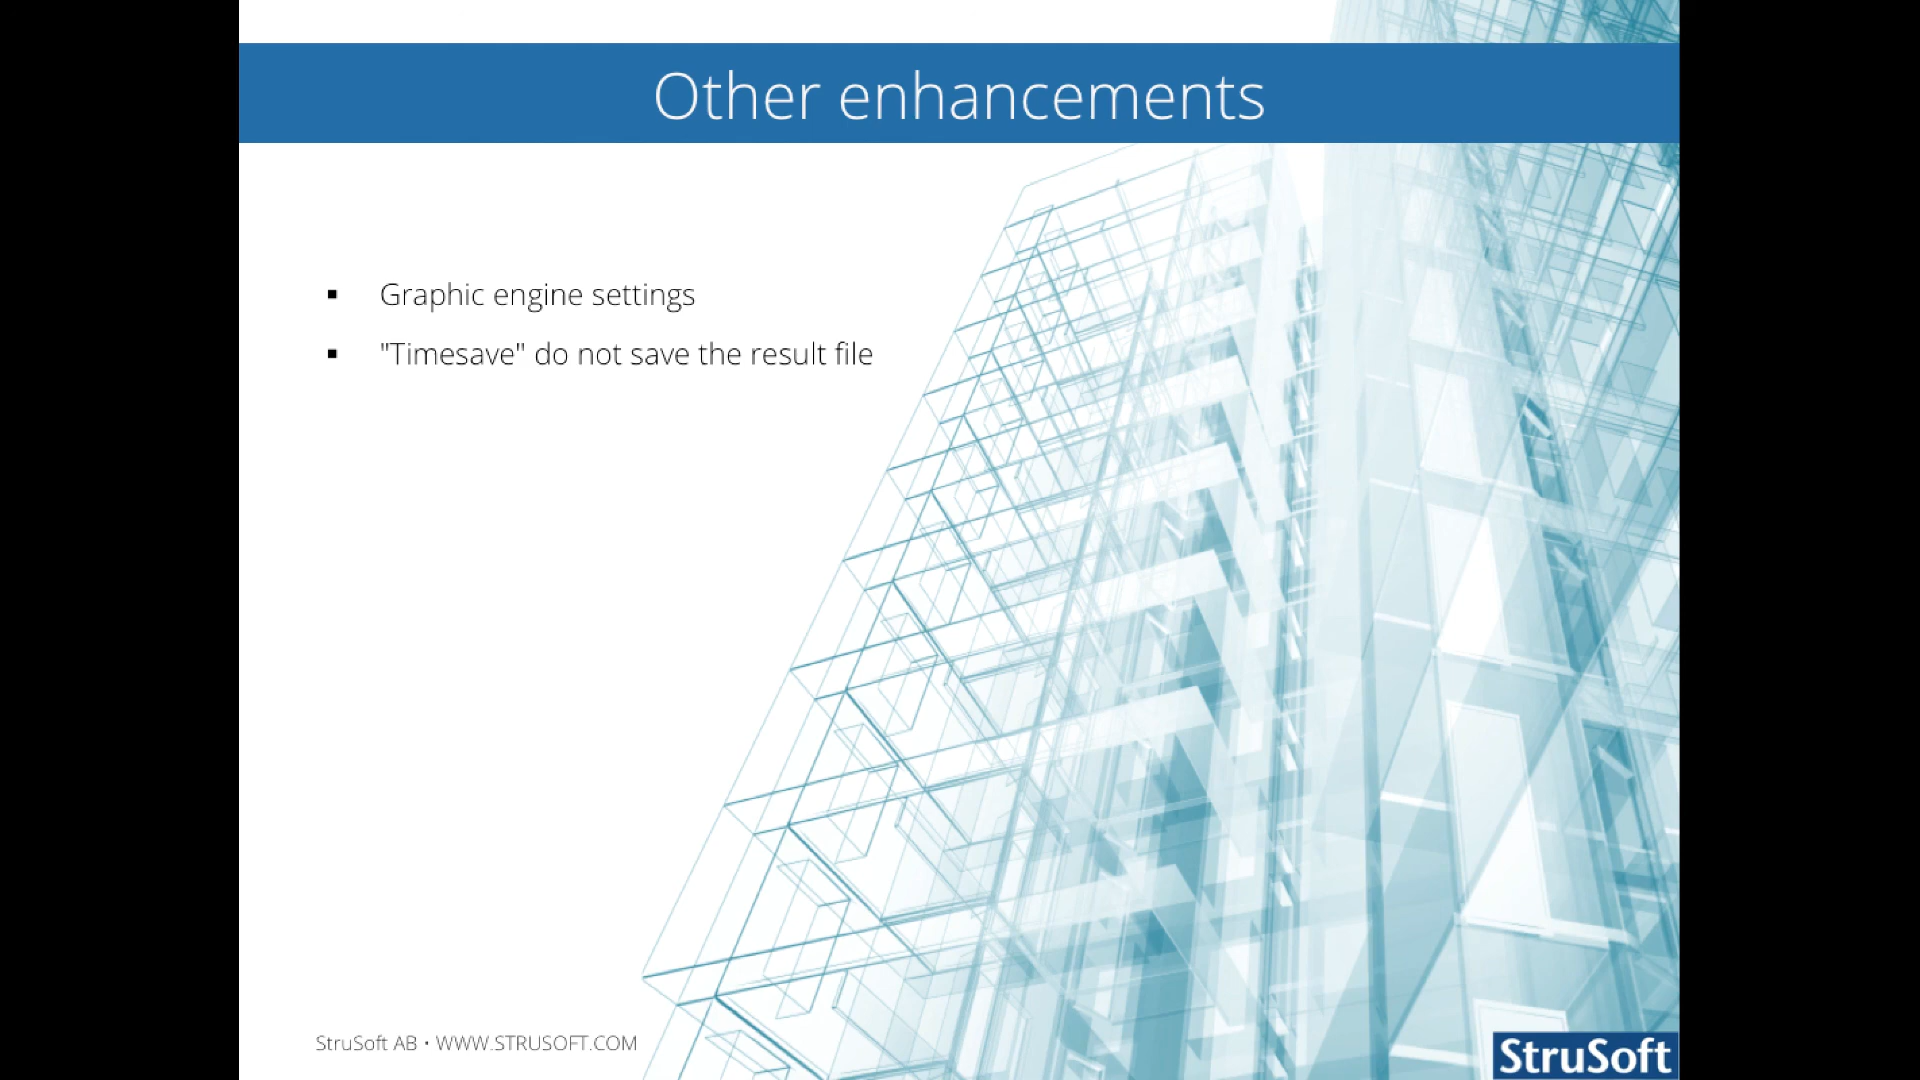 Other enhancements
▪ Graphic engine settings
▪ "Timesave" do not save the result file
StruSoft AB • WWW.STRUSOFT.COM
StruSoft